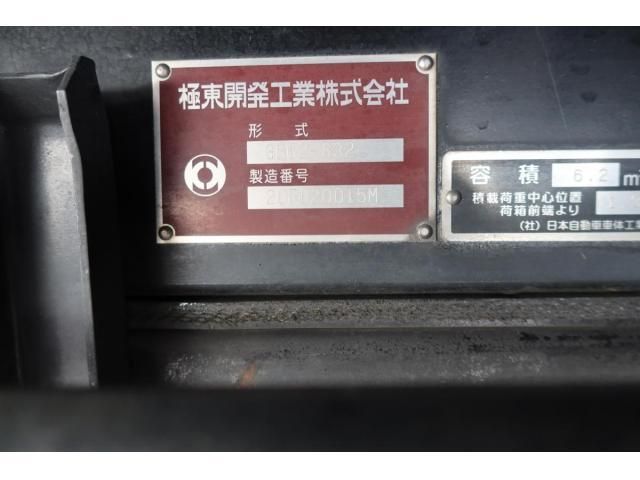 極東開発工業株式会社
形 式
製造番号
容 積 6.2 m
積載荷重中心位置
荷箱前端より
(社) 日本自動車車体工